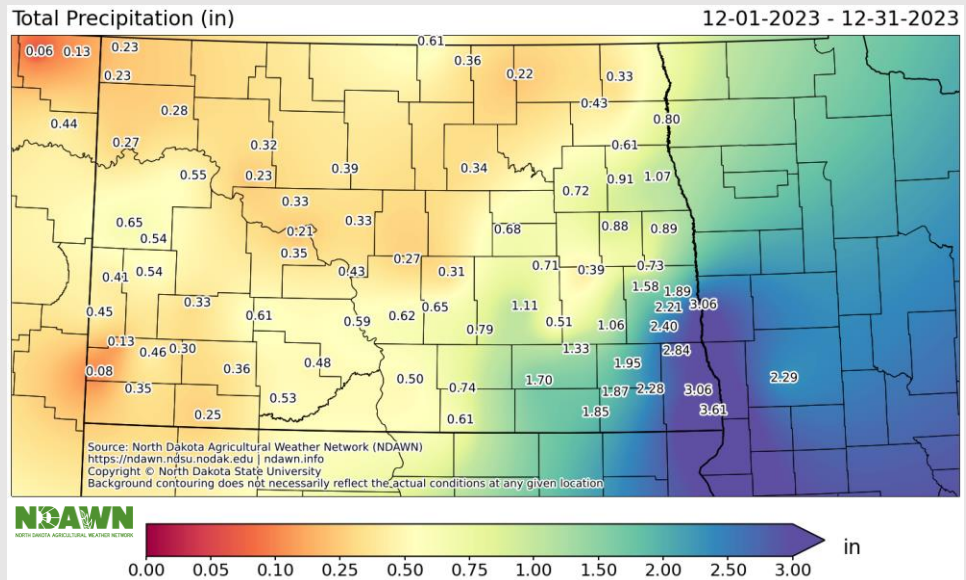 Total Precipitation (in) 12-01-2023 - 12-31-2023
0.61
0.06 0.13 0.23
0.36
0.23 0.22 0.33
0.28 0.43
0.44 0.80
0.27 0.32 0.61
0.55 0.23 0.39 0.34 0.91 1.07
0.72
0.33
0.65 0.21 0.33 0.68 0.88 0.89
0.54
0.35 0.27
0.41 0.54 0.43 0.31 0.71 0.39 0.73
1.58 1.89
0.45 0.33 0.61 0.59 0.62 0.65 1.11 0.51 1.06 2.21 3.06
0.79 2.40
0.13
0.46 0.30 1.33 2.84
0.08 0.36 0.48 1.95
0.35 0.50 0.74 1.70 1.87 2.28 3.06 2.29
0.53
0.25 0.61 1.85 3.61
Source: North Dakota Agricultural Weather Network (NDAWN)
https://ndawn.ndsu.nodak.edu | ndawn.info
Copyright © North Dakota State University
Background contouring does not necessarily reflect the actual conditions at any given location
NDAWN
NORTH DAKOTA AGRICULTURAL WEATHER NETWORK
in
0.00 0.05 0.10 0.25 0.50 0.75 1.00 1.50 2.00 2.50 3.00